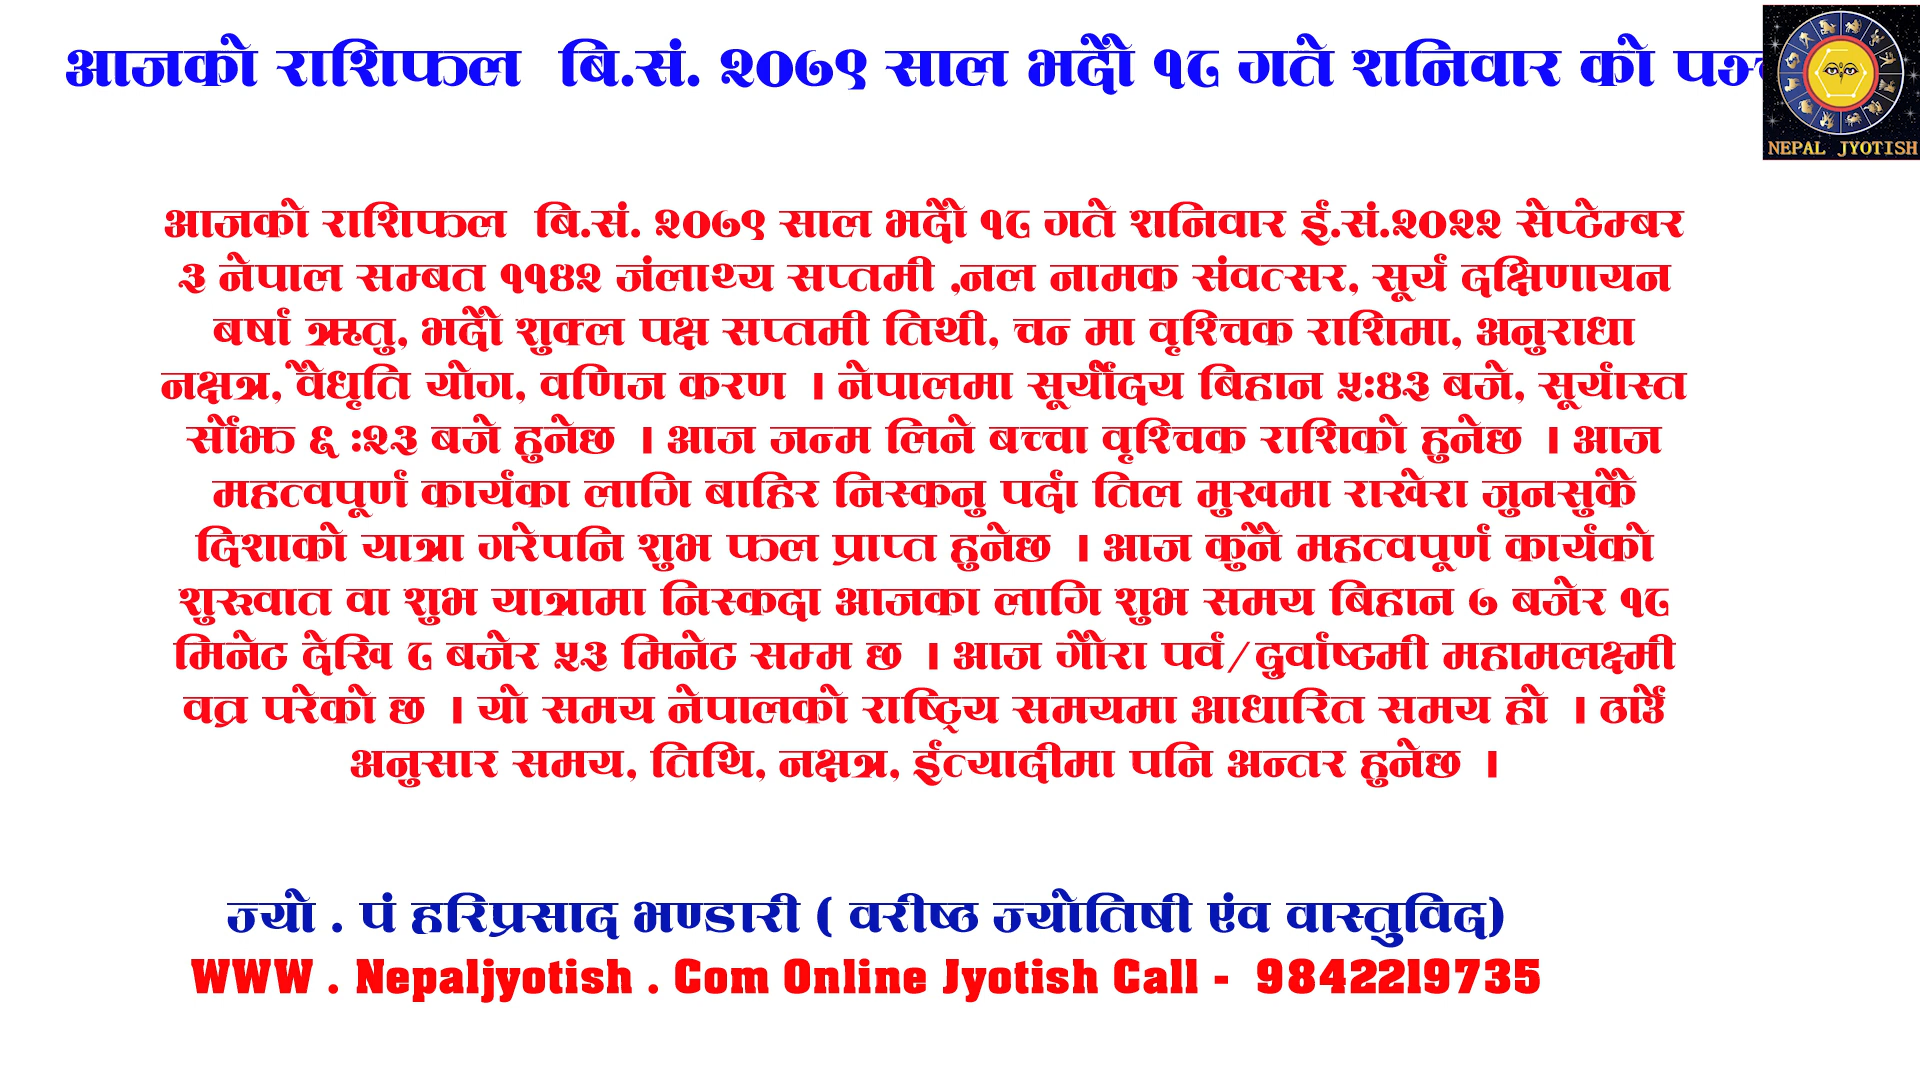 आजको राशिफल बि.सं. २०७९ साल भदौ १८ गते शनिवार को
NEPAL JYOTISH
आजको राशिफल बि.सं. २०७९ साल भदौ १८ गते शनिवार ई.सं.२०२२ सेप्टेम्बर
३ नेपाल सम्बत ११४२ जंलाथ्य सप्तमी ,नल नामक संवत्सर, सूर्य दक्षिणायन
बर्षा ऋतु, भदौ शुक्ल पक्ष सप्तमी तिथी, चन मा वृश्चिक राशिमा, अनुराधा
नक्षत्र, वैधृति योग, वणिज करण । नेपालमा सूर्योदय बिहान ५:४३ बजे, सूर्यास्त
साँझ ६ :२३ बजे हुनेछ । आज जन्म लिने बच्चा वृश्चिक राशिको हुनेछ । आज
महत्वपूर्ण कार्यका लागि बाहिर निस्कनु पर्दा तिल मुखमा राखेरा जुनसुकै
दिशाको यात्रा गरेपनि शुभ फल प्राप्त हुनेछ । आज कुनै महत्वपूर्ण कार्यको
शुरुवात वा शुभ यात्रामा निस्कदा आजका लागि शुभ समय बिहान ७ बजेर १८
मिनेट देखि ८ बजेर ५३ मिनेट सम्म छ । आज गौरा पर्व/दुर्वाष्टमी महामलक्ष्मी
वत्र परेको छ । यो समय नेपालको राष्ट्रिय समयमा आधारित समय हो । ठाउँ
अनुसार समय, तिथि, नक्षत्र, ईत्यादीमा पनि अन्तर हुनेछ ।
ज्यो . पं हरिप्रसाद भण्डारी ( वरीष्ठ ज्योतिषी एंव वास्तुविद)
WWW . Nepaljyotish . Com Online Jyotish Call - 9842219735